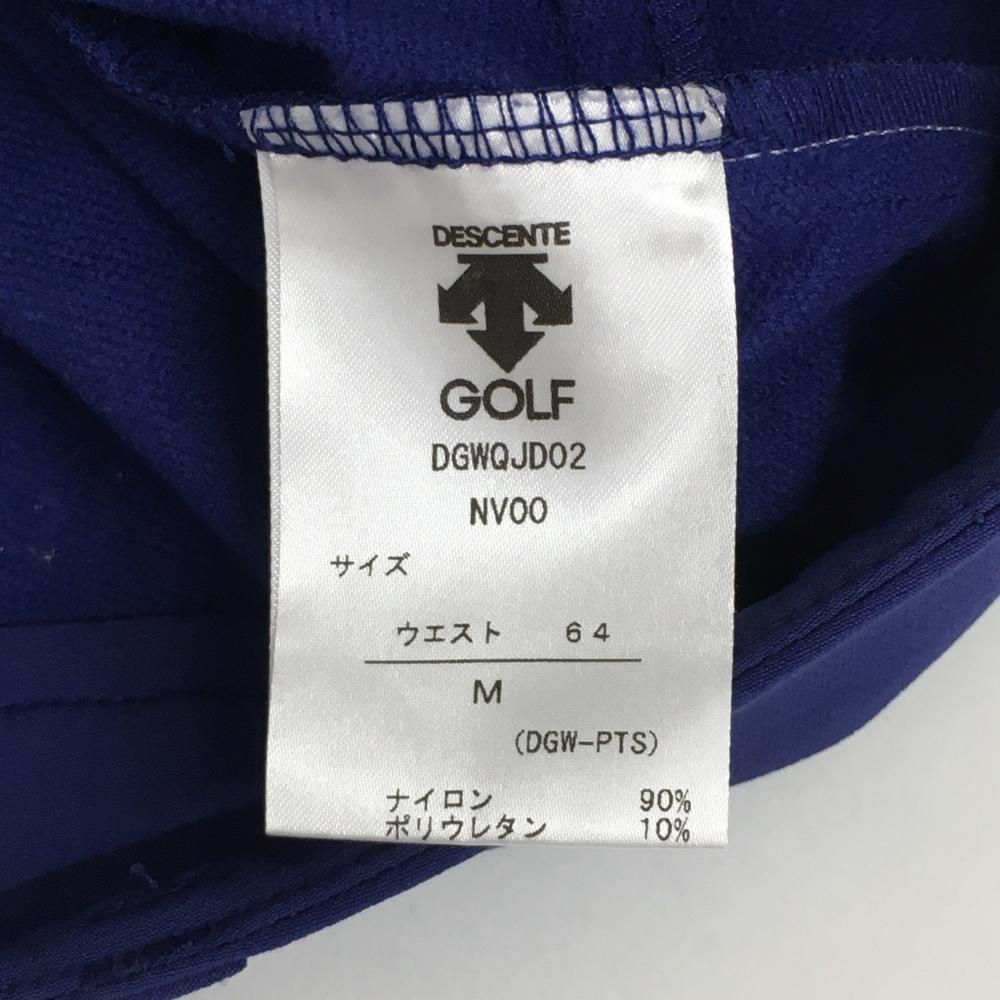 DESCENTE
GOLF
DGWQJD02
NV00
サイズ
ウエスト 64
M
(DGW-PTS)
ナイロン 90%
ポリウレタン 10%